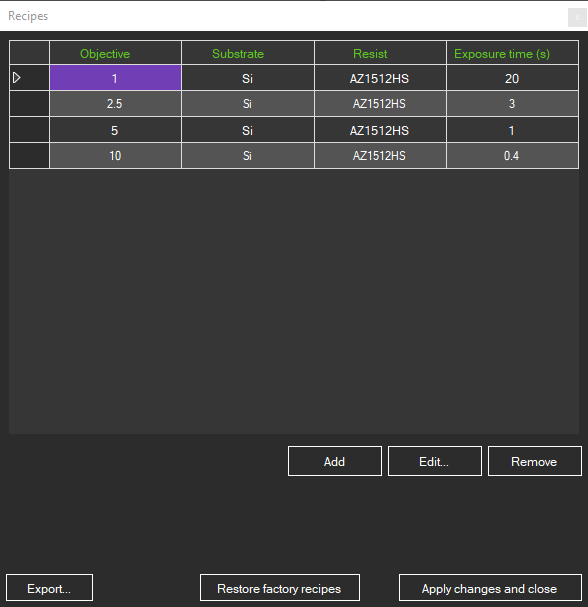 Recipes
Objective Substrate Resist Exposure time (s)
1 Si AZ1512HS 20
2.5 Si AZ1512HS 3
5 Si AZ1512HS 1
10 Si AZ1512HS 0.4
Add Edit... Remove
Export... Restore factory recipes Apply changes and close